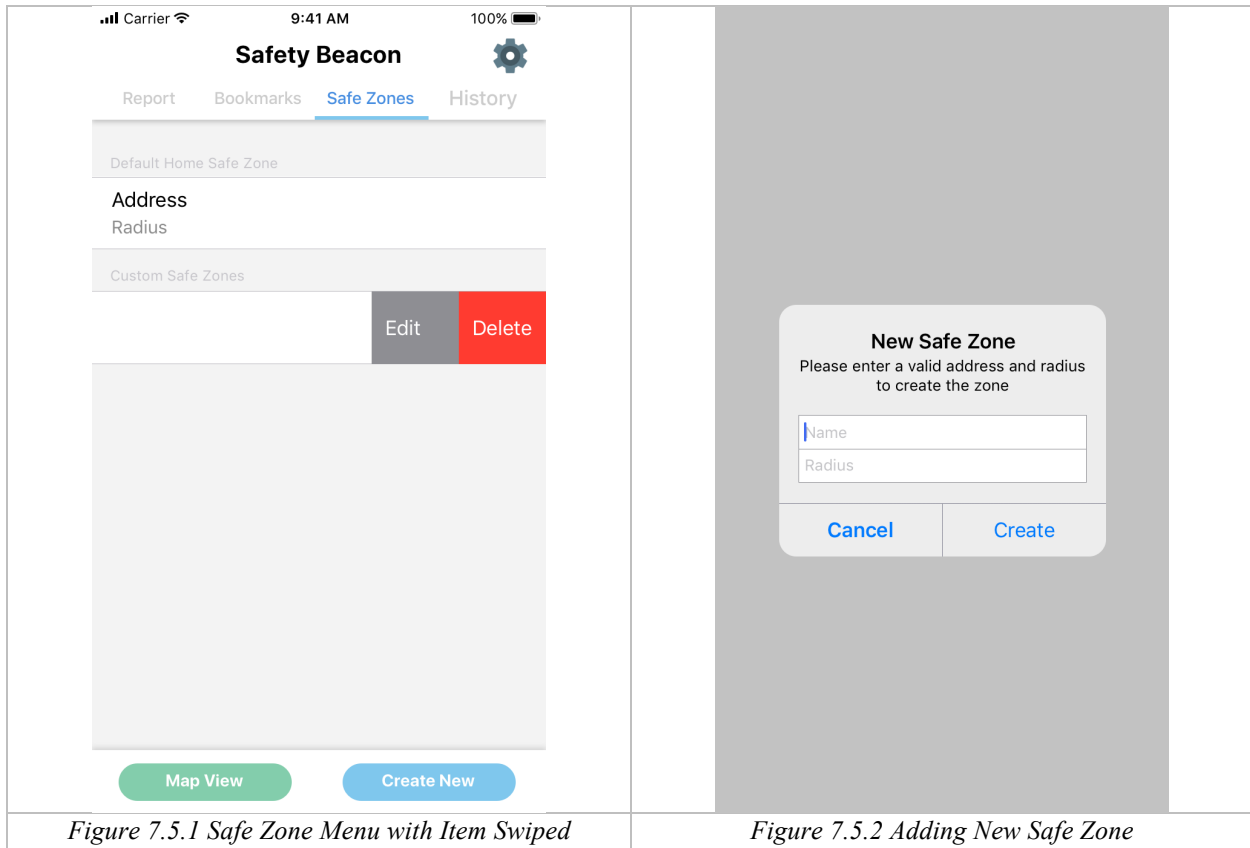 Carrier 9:41 AM 100%
Safety Beacon
Report Bookmarks Safe Zones History
Default Home Safe Zone
Address
Radius
Custom Safe Zones
Edit Delete
Map View Create New
Figure 7.5.1 Safe Zone Menu with Item Swiped
New Safe Zone
Please enter a valid address and radius
to create the zone
Name
Radius
Cancel Create
Figure 7.5.2 Adding New Safe Zone